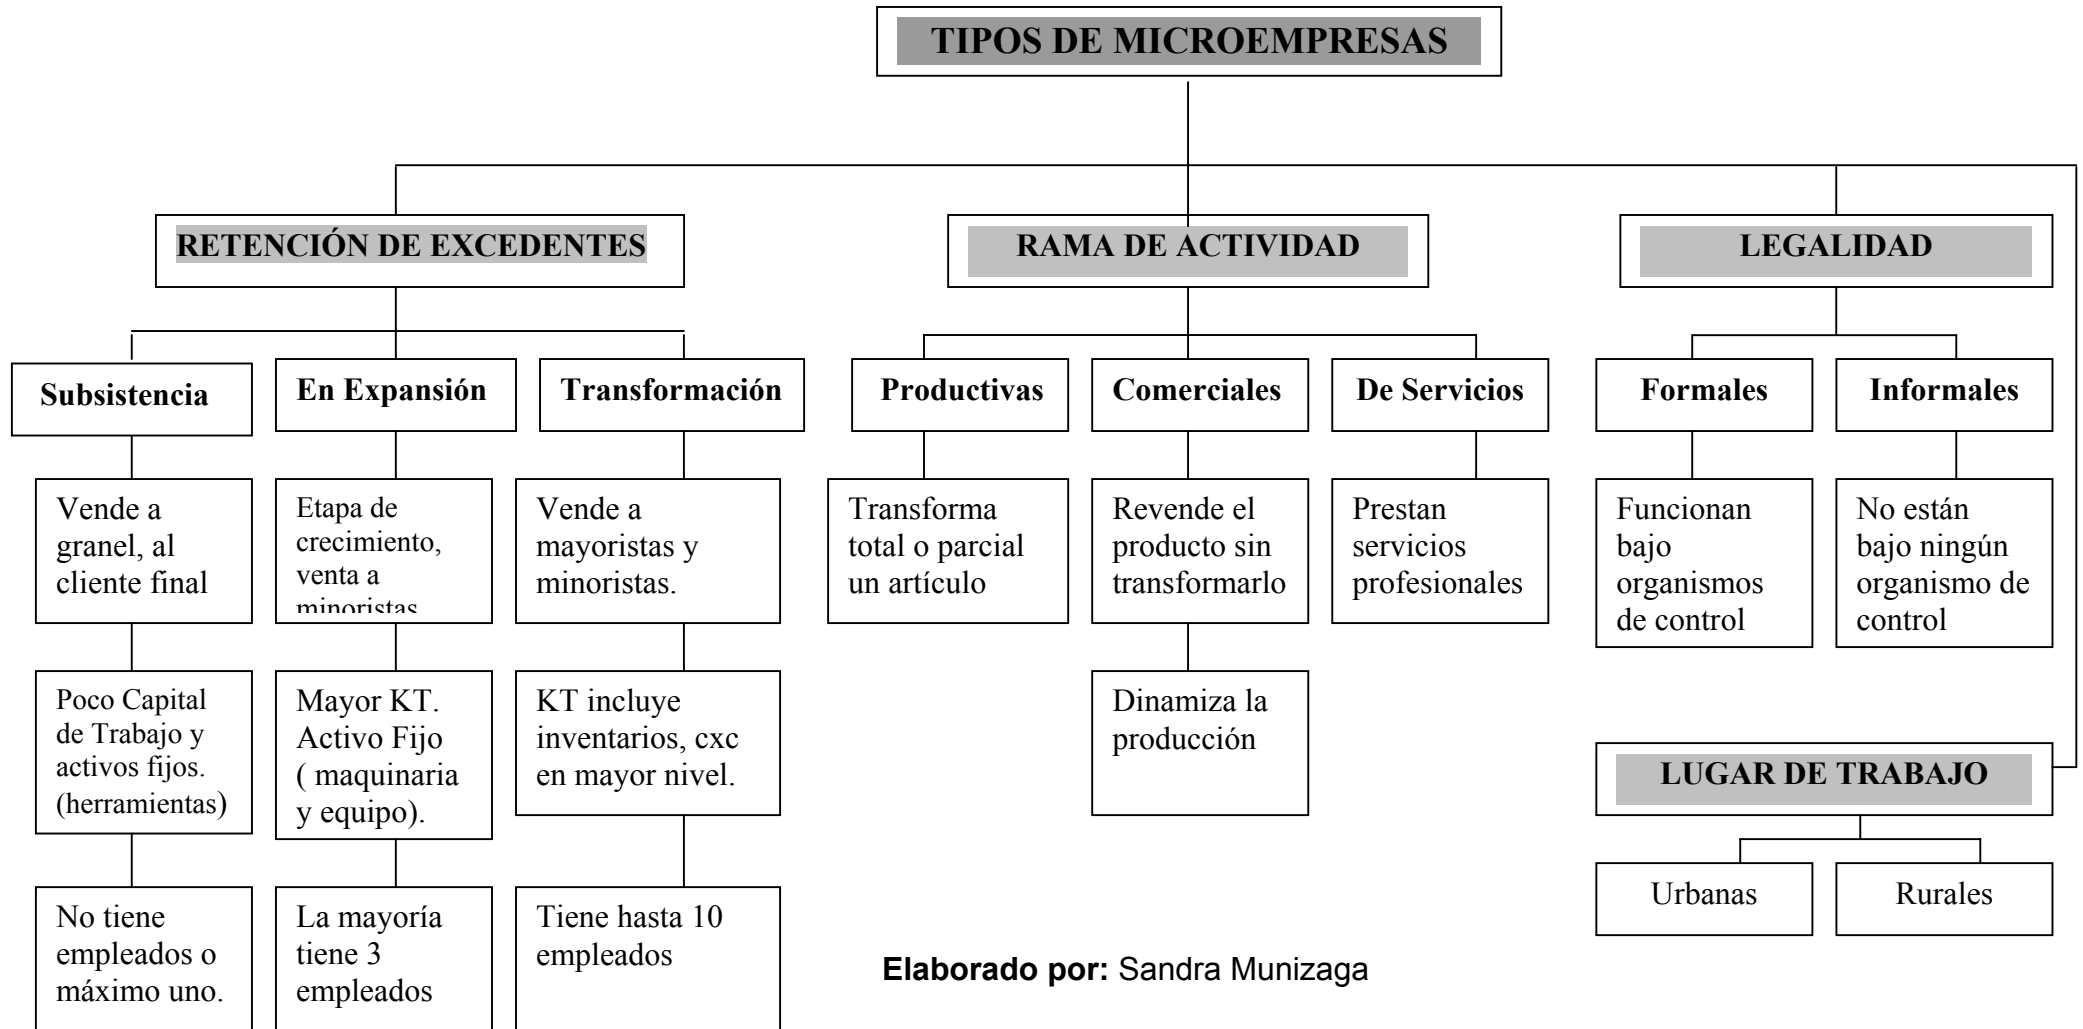 TIPOS DE MICROEMPRESAS
RETENCIÓN DE EXCEDENTES
RAMA DE ACTIVIDAD
LEGALIDAD
Subsistencia
En Expansión
Transformación
Productivas
Comerciales
De Servicios
Formales
Informales
Vende a
granel, al
cliente final
Etapa de
crecimiento,
venta a
minoristas
Vende a
mayoristas y
minoristas.
Transforma
total o parcial
un artículo
Revende el
producto sin
transformarlo
Prestan
servicios
profesionales
Funcionan
bajo
organismos
de control
No están
bajo ningún
organismo de
control
Poco Capital
de Trabajo y
activos fijos.
(herramientas)
Mayor KT.
Activo Fijo
( maquinaria
y equipo).
KT incluye
inventarios, cxc
en mayor nivel.
Dinamiza la
producción
LUGAR DE TRABAJO
Urbanas
Rurales
No tiene
empleados o
máximo uno.
La mayoría
tiene 3
empleados
Tiene hasta 10
empleados
Elaborado por: Sandra Munizaga